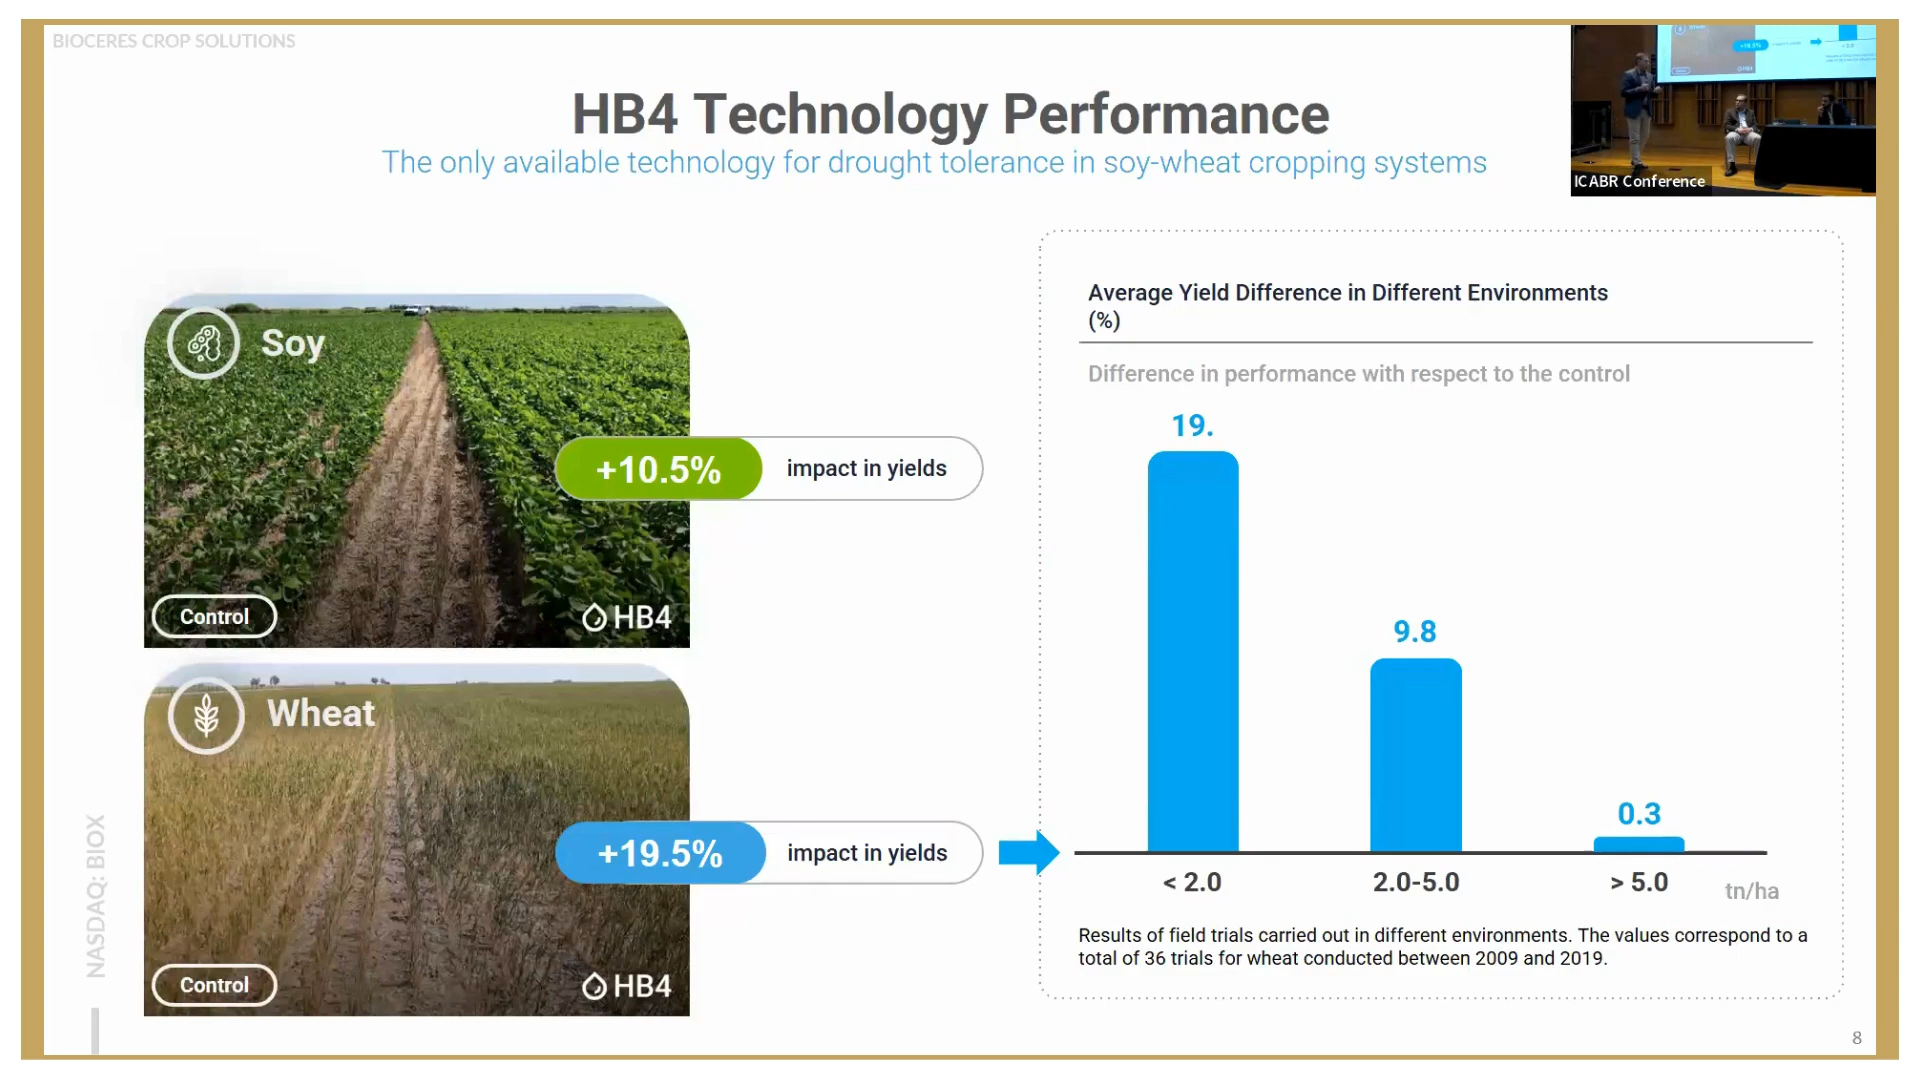 BIOCERES CROP SOLUTIONS
HB4 Technology Performance
The only available technology for drought tolerance in soy-wheat cropping systems
ICABR Conference
Soy
+10.5%
impact in yields
Control
HB4
Wheat
+19.5%
impact in yields
Control
HB4
Average Yield Difference in Different Environments
(%)
Difference in performance with respect to the control
19.
9.8
0.3
< 2.0
2.0-5.0
> 5.0
tn/ha
Results of field trials carried out in different environments. The values correspond to a
total of 36 trials for wheat conducted between 2009 and 2019.
NASDAQ: BIOX
8